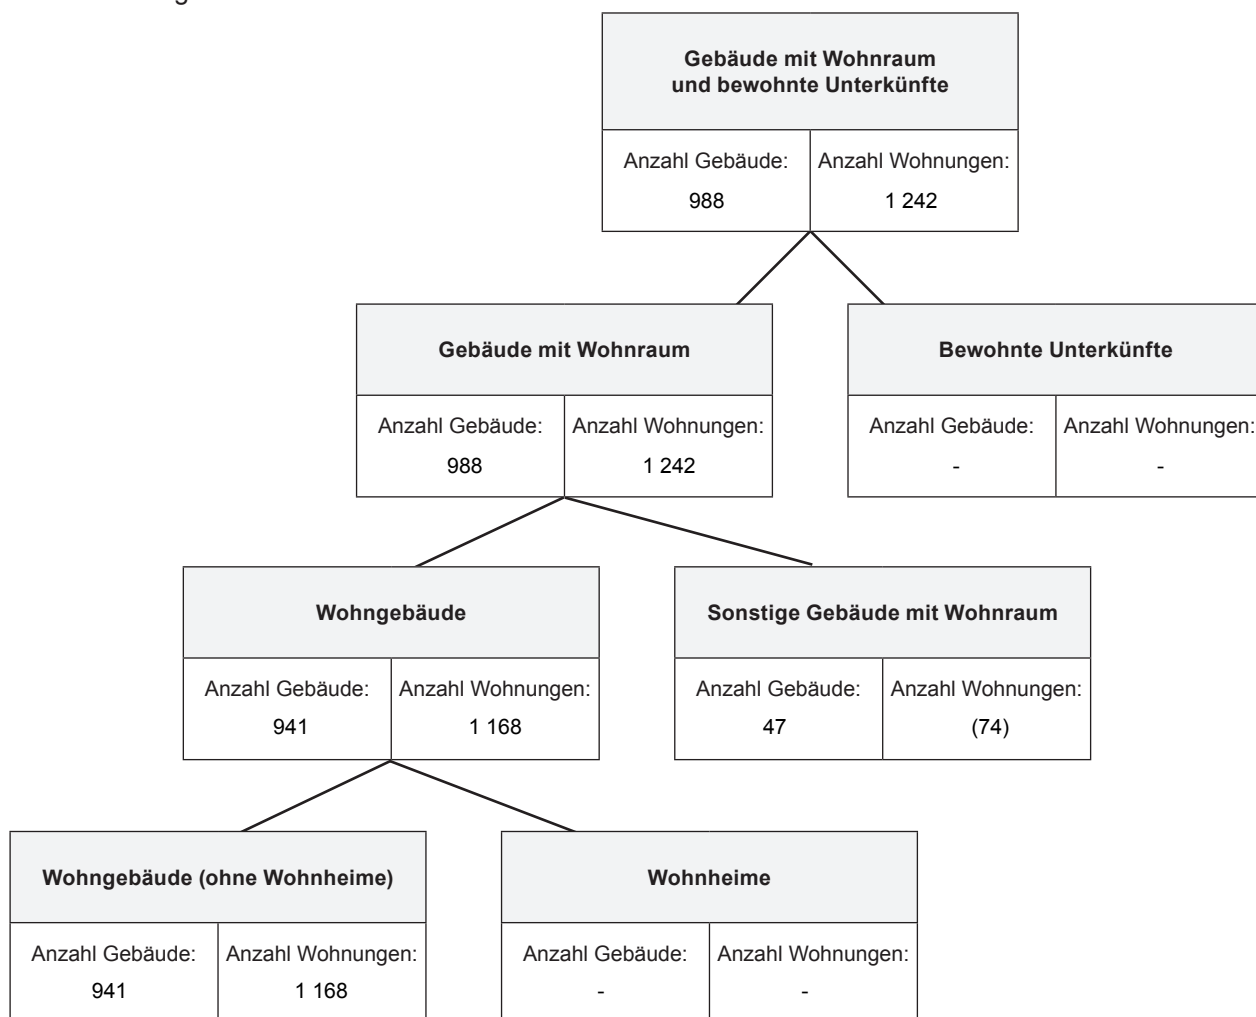 Gebäude mit Wohnraum
und bewohnte Unterkünfte
Anzahl Gebäude: Anzahl Wohnungen:
988 1 242
Gebäude mit Wohnraum
Anzahl Gebäude: Anzahl Wohnungen:
988 1 242
Bewohnte Unterkünfte
Anzahl Gebäude: Anzahl Wohnungen:
- -
Wohngebäude
Anzahl Gebäude: Anzahl Wohnungen:
941 1 168
Sonstige Gebäude mit Wohnraum
Anzahl Gebäude: Anzahl Wohnungen:
47 (74)
Wohngebäude (ohne Wohnheime)
Anzahl Gebäude: Anzahl Wohnungen:
941 1 168
Wohnheime
Anzahl Gebäude: Anzahl Wohnungen:
- -